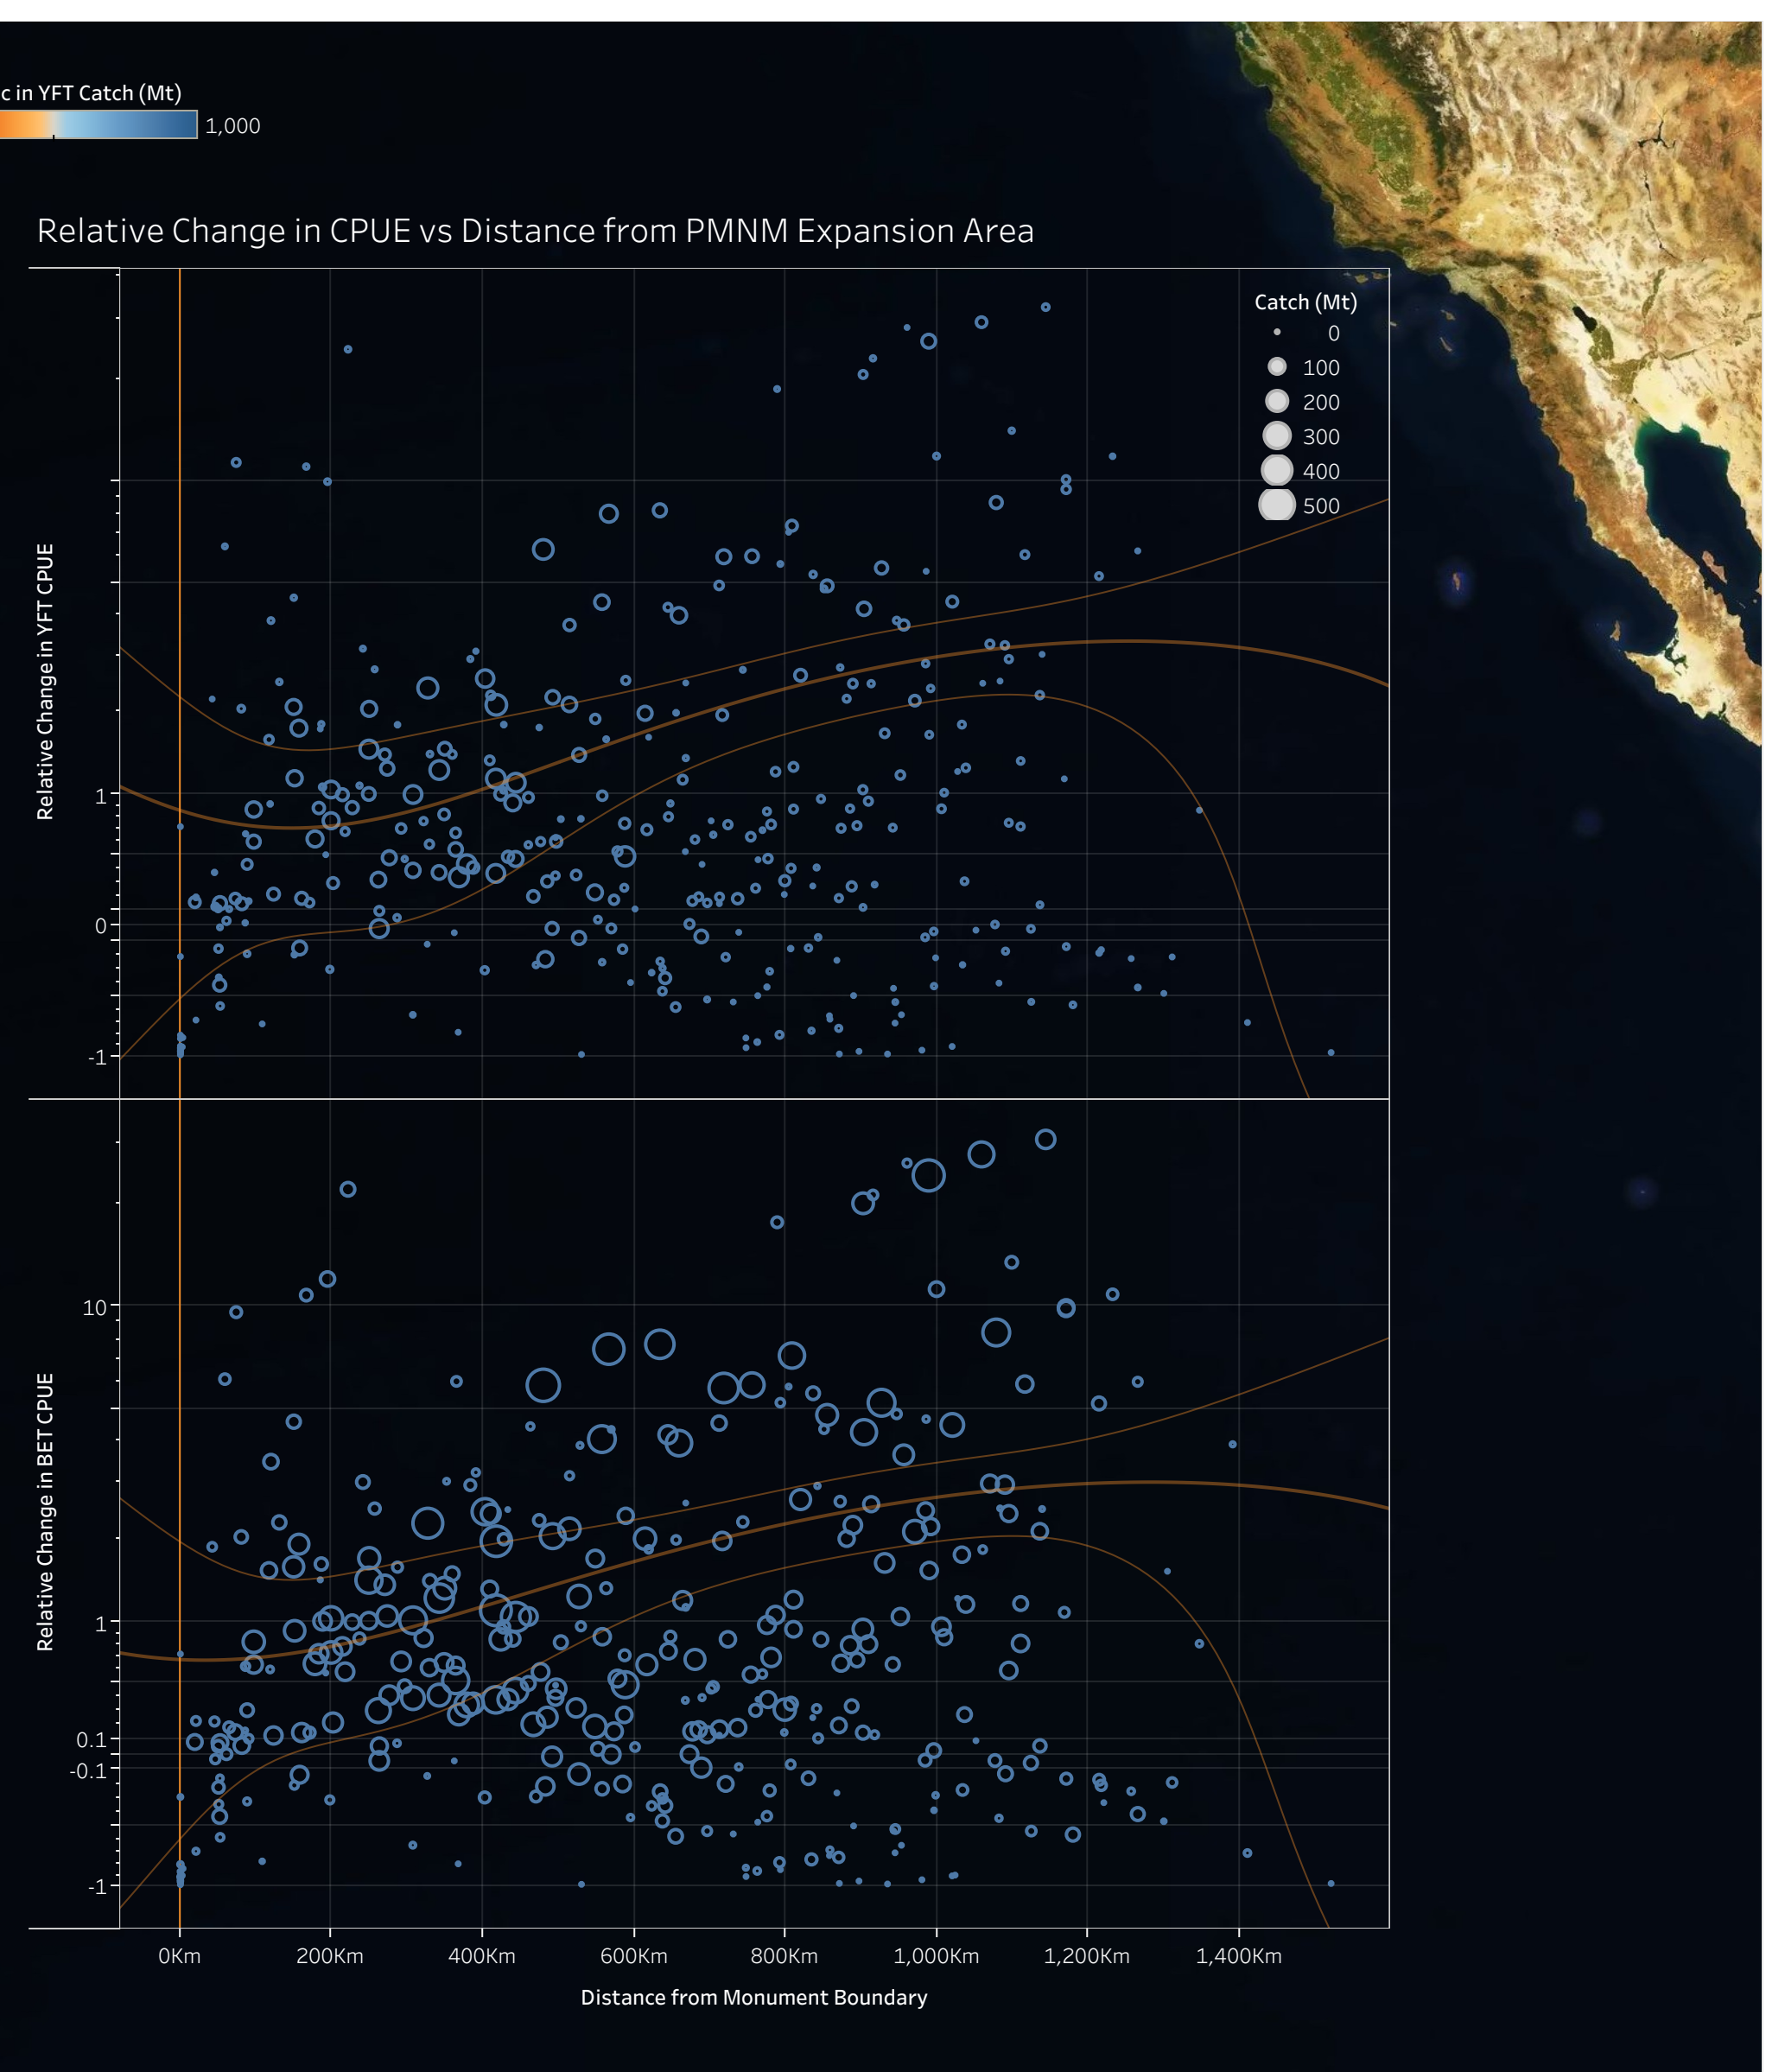 c in YFT Catch (Mt)
1,000
Relative Change in CPUE vs Distance from PMNM Expansion Area
Catch (Mt)
0
100
200
300
400
500
Relative Change in YFT CPUE
1
0
-1
Relative Change in BET CPUE
10
1
0.1
-0.1
-1
0Km 200Km 400Km 600Km 800Km 1,000Km 1,200Km 1,400Km
Distance from Monument Boundary